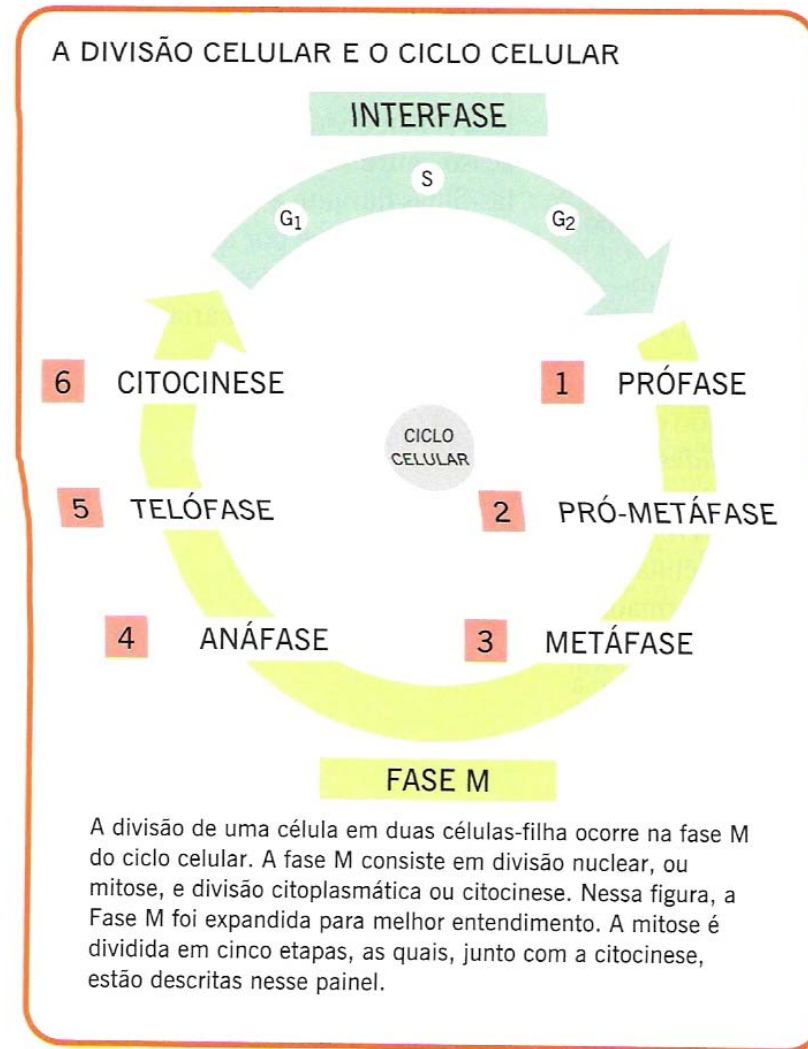 A DIVISÃO CELULAR E O CICLO CELULAR
INTERFASE
G1
S
G2
6 CITOCINESE
1 PRÓFASE
CICLO
CELULAR
5 TELÓFASE
2 PRÓ-METÁFASE
4 ANÁFASE
3 METÁFASE
FASE M
A divisão de uma célula em duas células-filha ocorre na fase M
do ciclo celular. A fase M consiste em divisão nuclear, ou
mitose, e divisão citoplasmática ou citocinese. Nessa figura, a
Fase M foi expandida para melhor entendimento. A mitose é
dividida em cinco etapas, as quais, junto com a citocinese,
estão descritas nesse painel.